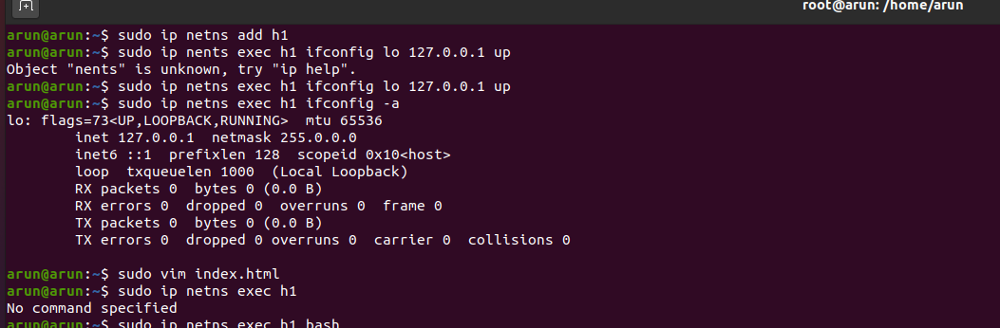 root@arun: /home/arun
arun@arun:~$ sudo ip netns add h1
arun@arun:~$ sudo ip nents exec h1 ifconfig lo 127.0.0.1 up
Object "nents" is unknown, try "ip help".
arun@arun:~$ sudo ip netns exec h1 ifconfig lo 127.0.0.1 up
arun@arun:~$ sudo ip netns exec h1 ifconfig -a
lo: flags=73<UP,LOOPBACK,RUNNING>  mtu 65536
        inet 127.0.0.1  netmask 255.0.0.0
        inet6 ::1  prefixlen 128  scopeid 0x10<host>
        loop  txqueuelen 1000  (Local Loopback)
        RX packets 0  bytes 0 (0.0 B)
        RX errors 0  dropped 0  overruns 0  frame 0
        TX packets 0  bytes 0 (0.0 B)
        TX errors 0  dropped 0 overruns 0  carrier 0  collisions 0
arun@arun:~$ sudo vim index.html
arun@arun:~$ sudo ip netns exec h1
No command specified
arun@arun:~$ sudo ip netns exec h1 bash